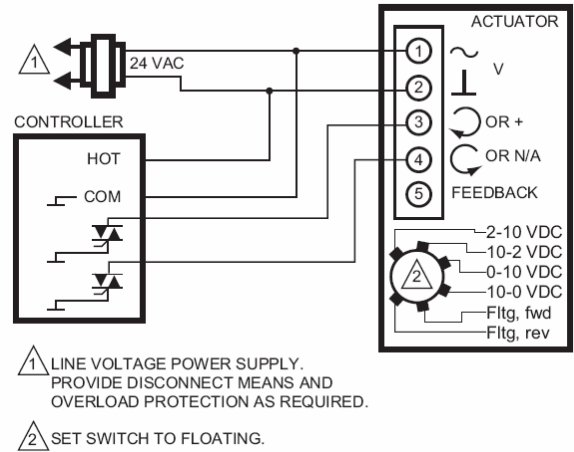 ACTUATOR
1
24 VAC
1
V
2
CONTROLLER
3
OR +
HOT
4
OR N/A
COM
5
FEEDBACK
2-10 VDC
10-2 VDC
0-10 VDC
2
10-0 VDC
Fltg, fwd
Fltg, rev
1 LINE VOLTAGE POWER SUPPLY.
PROVIDE DISCONNECT MEANS AND
OVERLOAD PROTECTION AS REQUIRED.
2 SET SWITCH TO FLOATING.